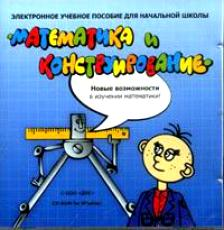 ЭЛЕКТРОННОЕ УЧЕБНОЕ ПОСОБИЕ ДЛЯ НАЧАЛЬНОЙ ШКОЛЫ
МАТЕМАТИКА И
КОНСТРУИРОВАНИЕ
Новые возможности
в изучении математики!